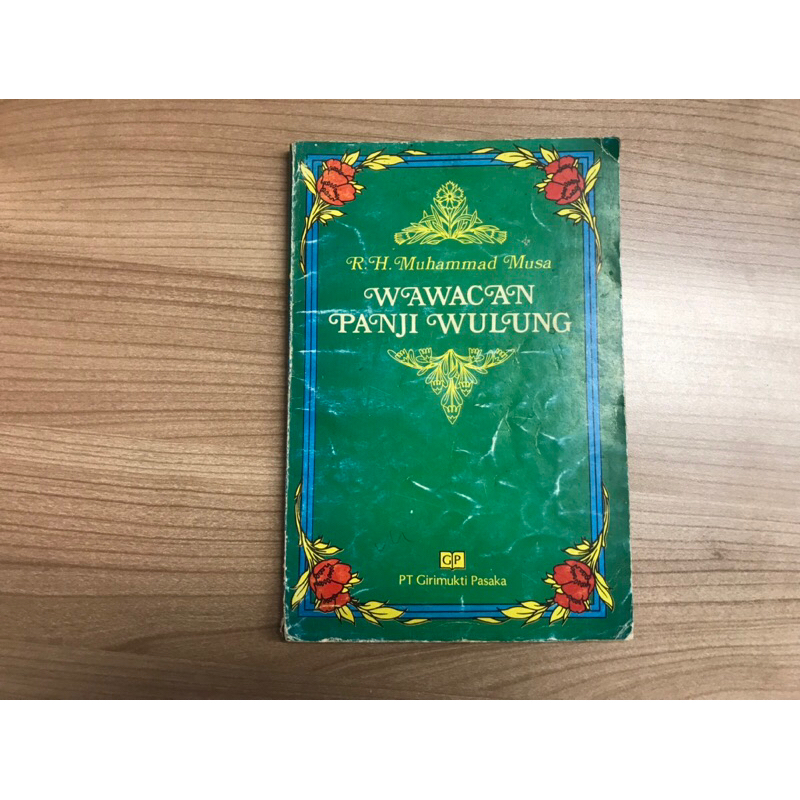 R. H. Muhammad Musa
WAWACAN
PANJI WULUNG
GP
PT Girimukti Pasaka